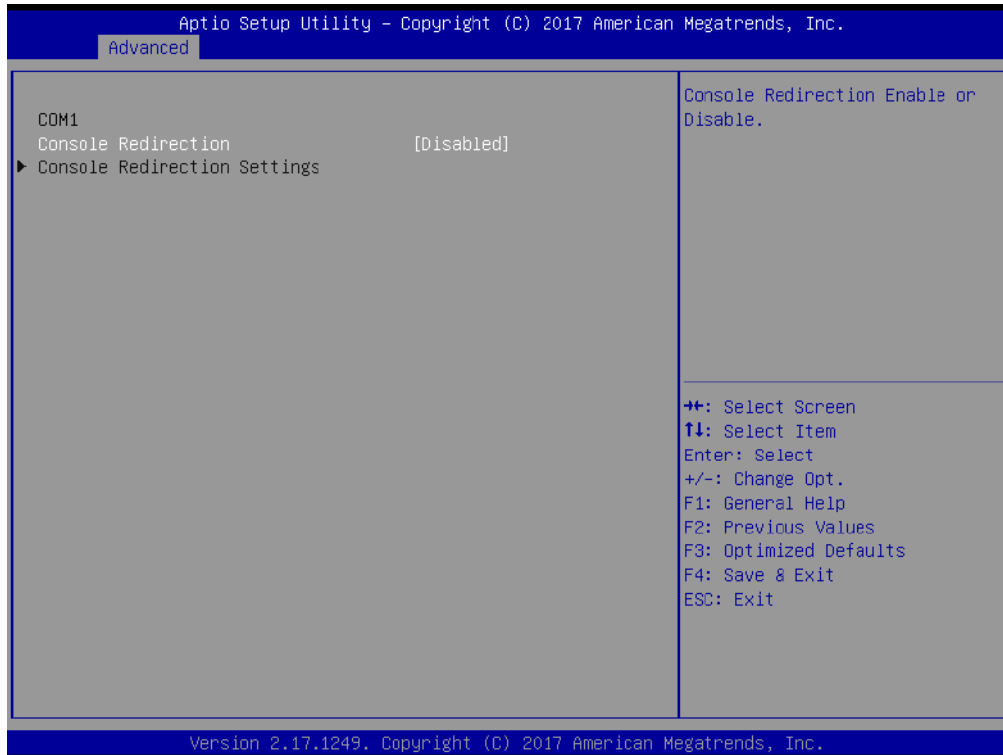 Aptio Setup Utility – Copyright (C) 2017 American Megatrends, Inc.
Advanced
COM1
Console Redirection [Disabled]
▶ Console Redirection Settings
Console Redirection Enable or
Disable.
→←: Select Screen
↑↓: Select Item
Enter: Select
+/-: Change Opt.
F1: General Help
F2: Previous Values
F3: Optimized Defaults
F4: Save & Exit
ESC: Exit
Version 2.17.1249. Copyright (C) 2017 American Megatrends, Inc.